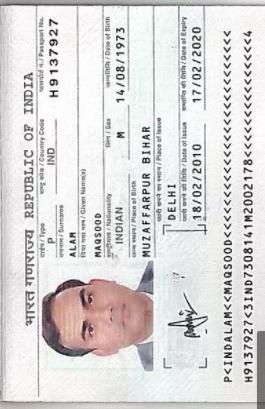 भारत गणराज्य REPUBLIC OF INDIA
टाईप / Type
राष्ट्र कोड / Country Code
पासपोर्ट नं. / Passport No.
P
IND
H9137927
उपनाम / Surname
ALAM
दिया गया नाम / Given Name(s)
MAQSOOD
राष्ट्रीयता / Nationality
लिंग / Sex
जन्मतिथि / Date of Birth
INDIAN
M
14/08/1973
जन्म स्थान / Place of Birth
MUZAFFARPUR BIHAR
जारी करने का स्थान / Place of Issue
DELHI
जारी करने की तिथि / Date of Issue
समाप्ति की तिथि / Date of Expiry
18/02/2010
17/02/2020
P<INDALAM<<MAQSOOD<<<<<<<<<<<<<<<<<<<<<<<<<<
H9137927<3IND7308141M2002178<<<<<<<<<<<<<<<4